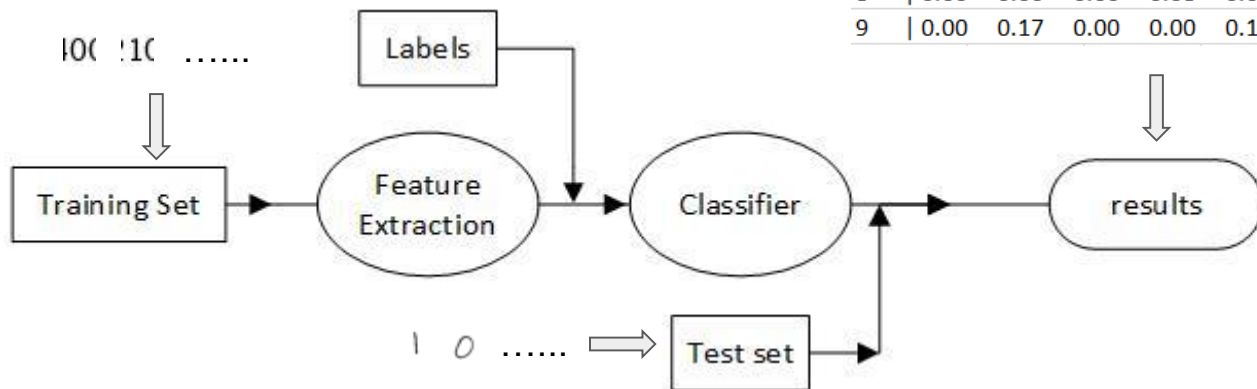 9 | 0.00 0.17 0.00 0.00
Labels
......
Training Set
Feature
Extraction
Classifier
results
1 0 ......
Test set